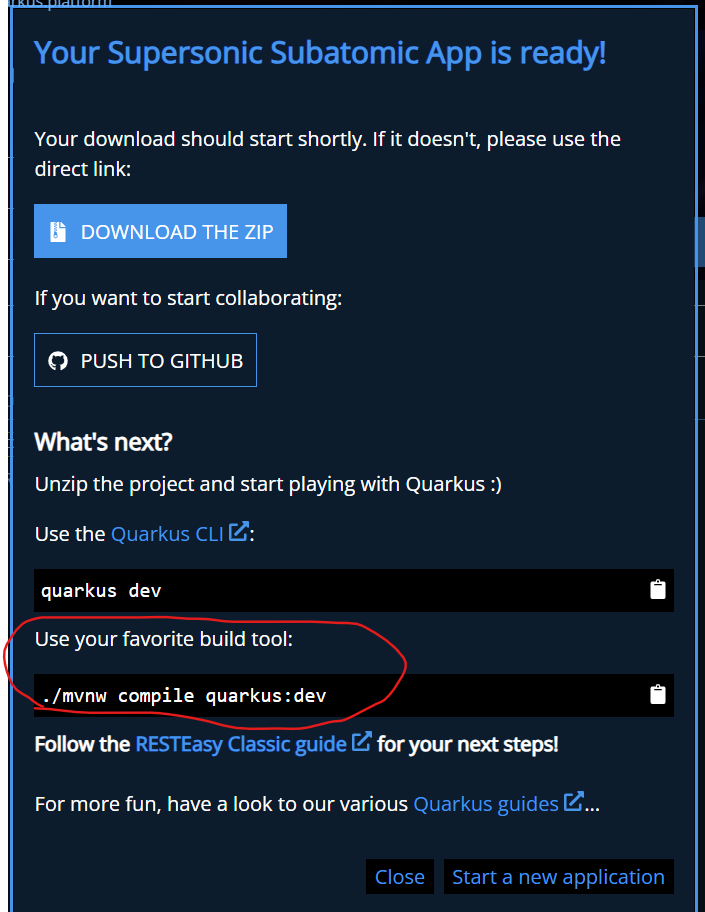 arkus platform
Your Supersonic Subatomic App is ready!
Your download should start shortly. If it doesn't, please use the
direct link:
DOWNLOAD THE ZIP
If you want to start collaborating:
PUSH TO GITHUB
What's next?
Unzip the project and start playing with Quarkus :)
Use the Quarkus CLI :
quarkus dev
Use your favorite build tool:
./mvnw compile quarkus:dev
Follow the RESTEasy Classic guide for your next steps!
For more fun, have a look to our various Quarkus guides ...
Close Start a new application